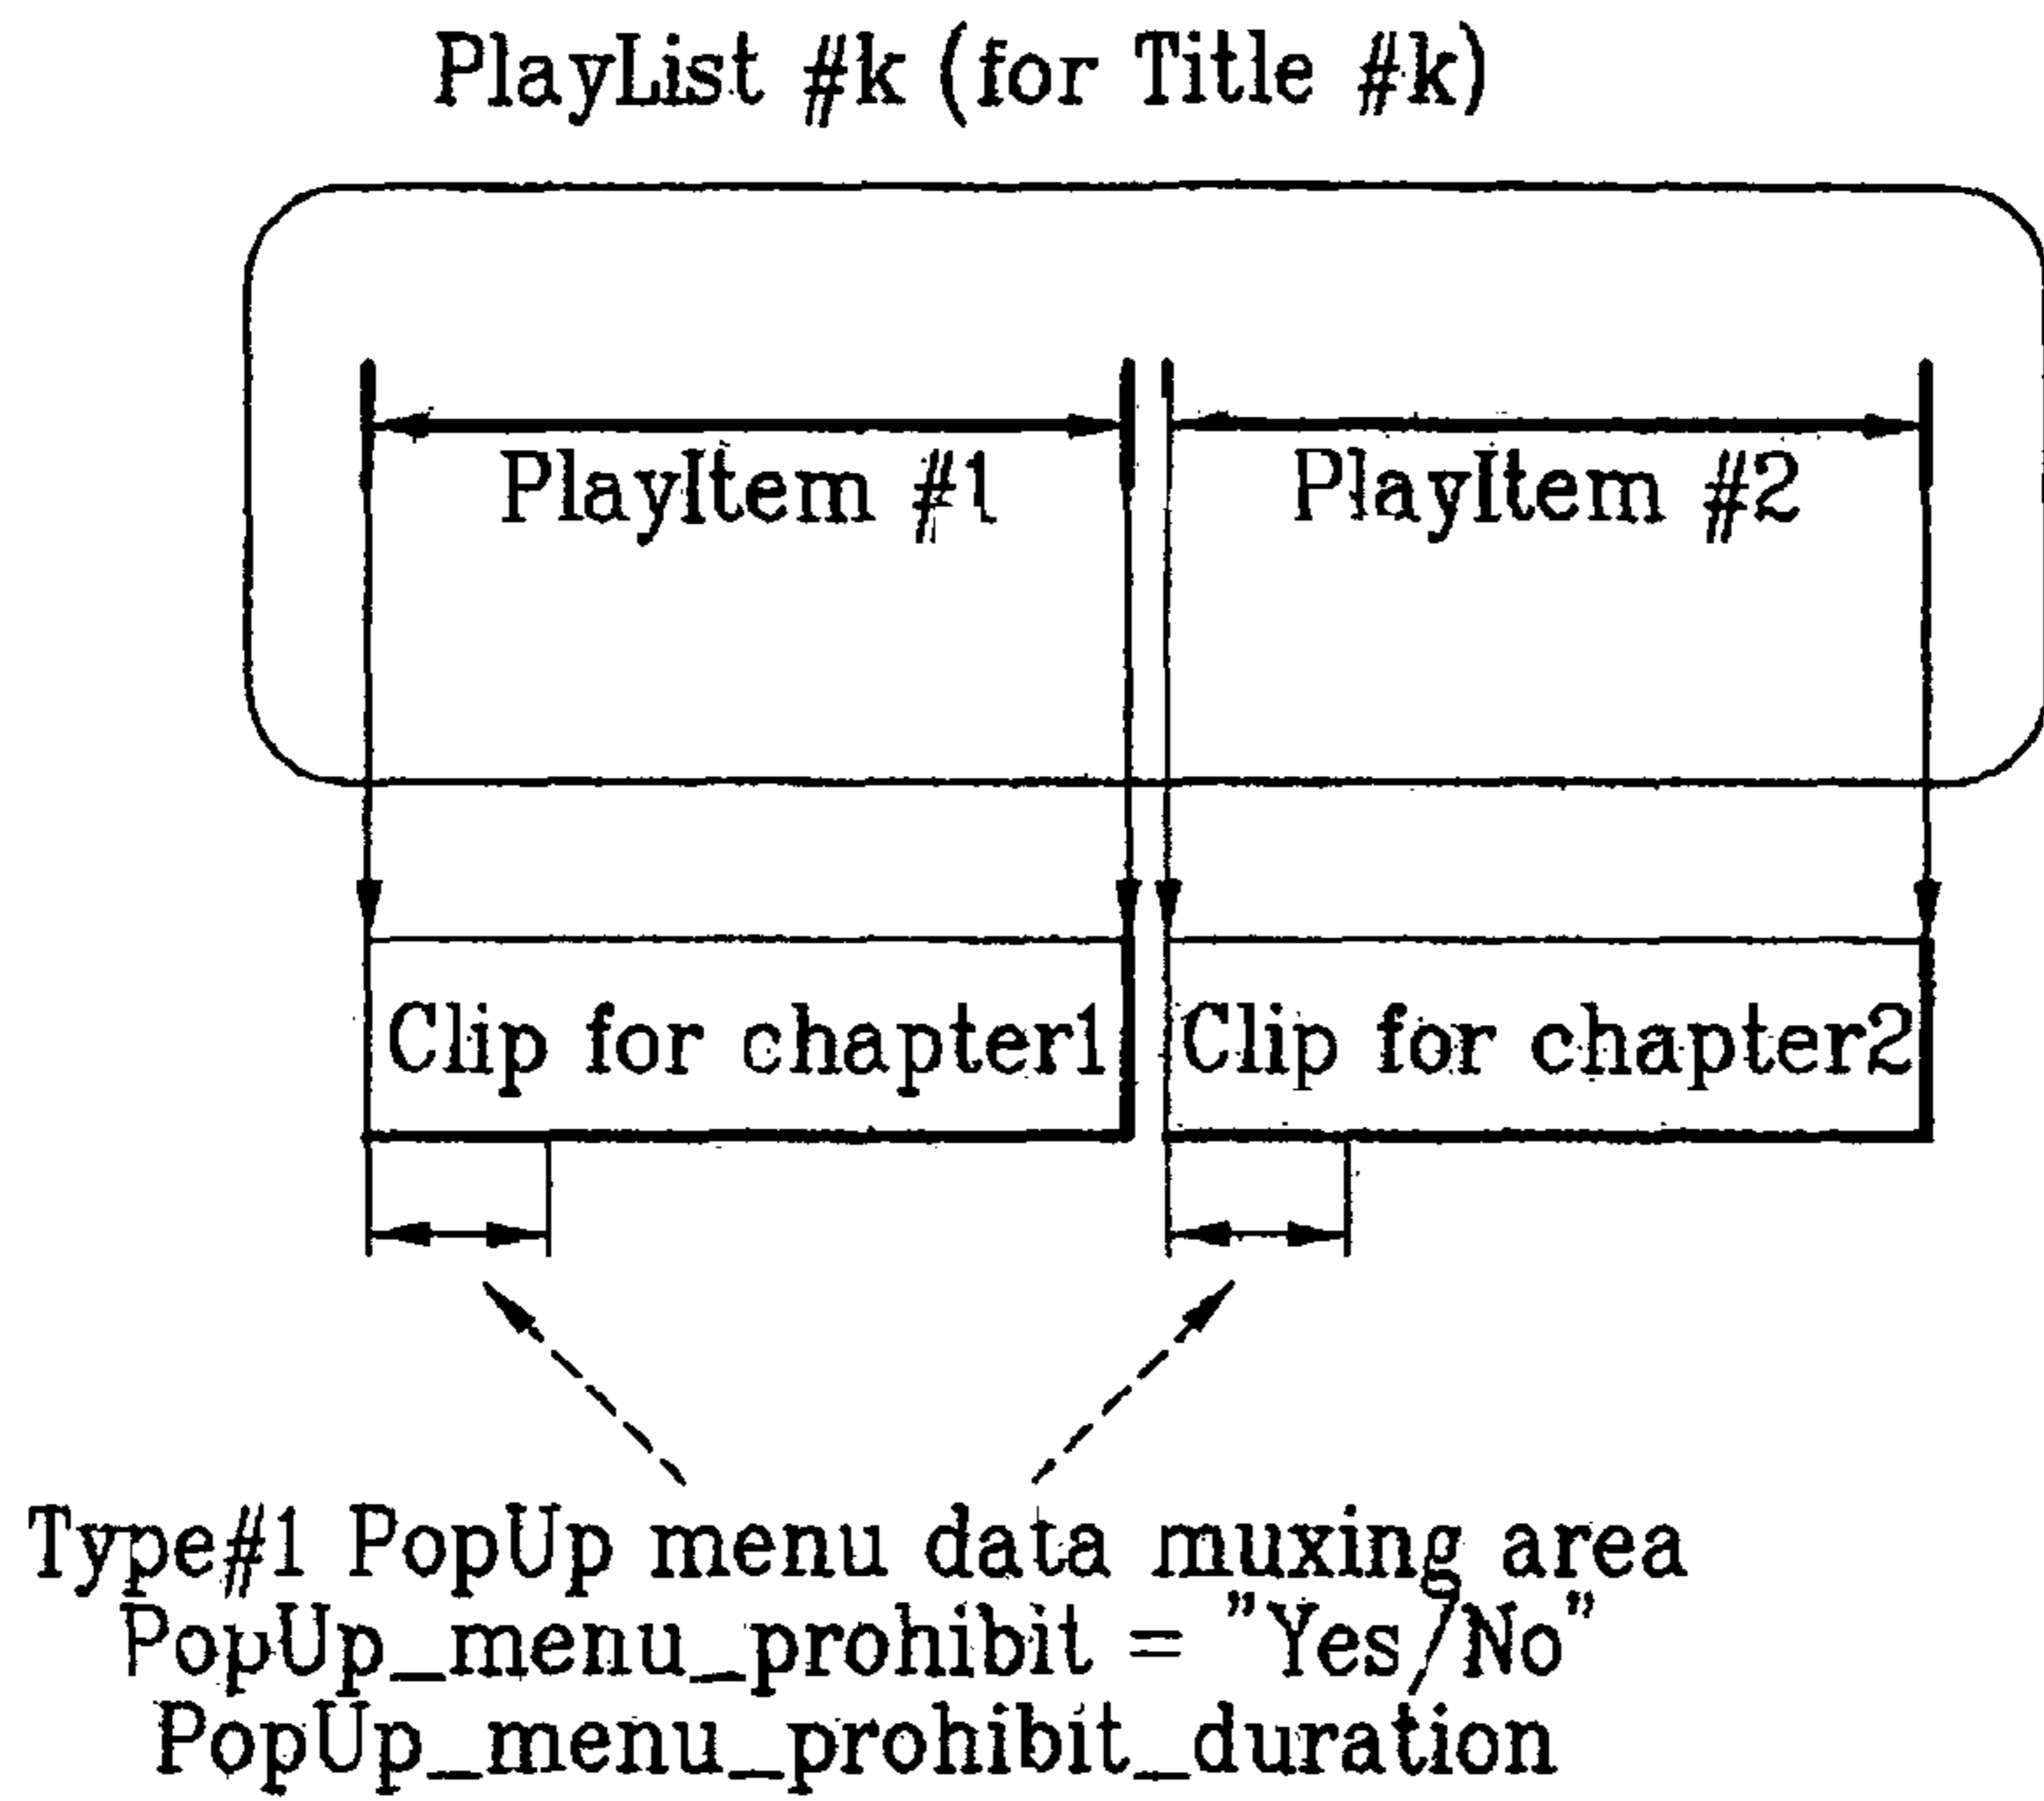 PlayList #k (for Title #k)
PlayItem #1
PlayItem #2
Clip for chapter1
Clip for chapter2
Type#1 PopUp menu data muxing area
PopUp_menu_prohibit = "Yes/No"
PopUp_menu_prohibit_duration